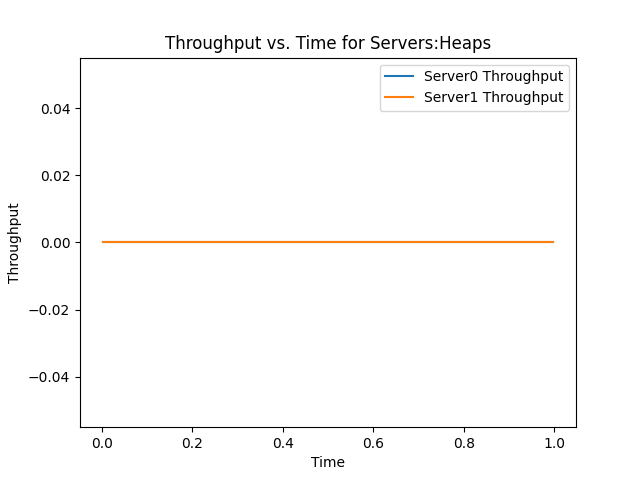 Throughput vs. Time for Servers:Heaps
Server0 Throughput
Server1 Throughput
0.04
0.02
0.00
−0.02
−0.04
Throughput
0.0 0.2 0.4 0.6 0.8 1.0
Time